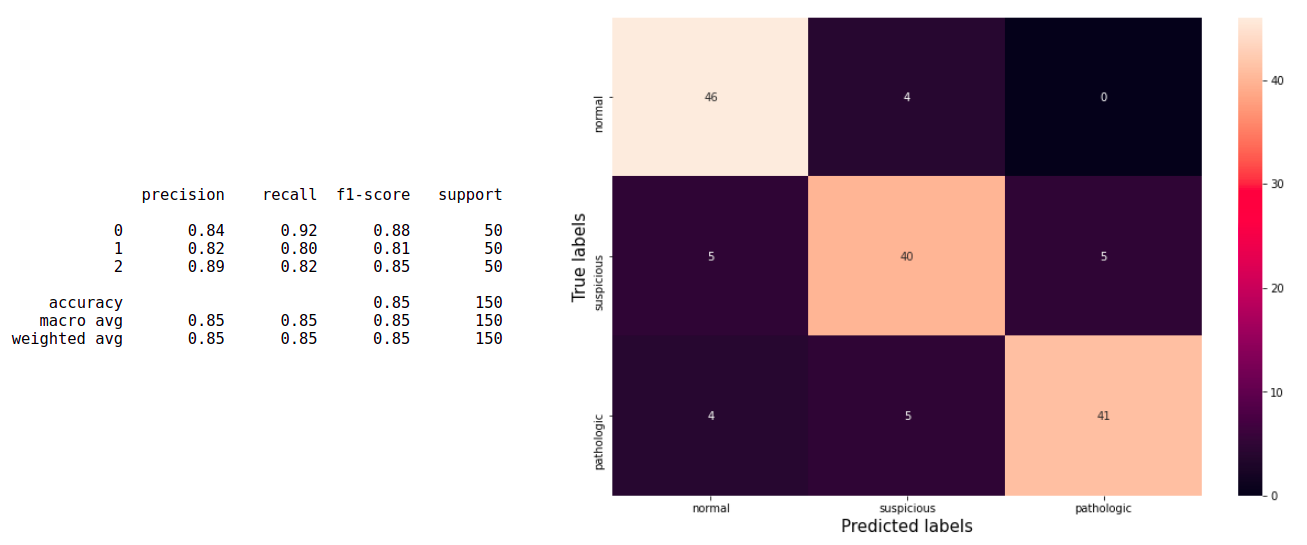 precision recall f1-score support
0 0.84 0.92 0.88 50
1 0.82 0.80 0.81 50
2 0.89 0.82 0.85 50
accuracy 0.85 150
macro avg 0.85 0.85 0.85 150
weighted avg 0.85 0.85 0.85 150
True labels
normal
suspicious
pathologic
46 4 0
5 40 5
4 5 41
normal suspicious pathologic
Predicted labels
40
30
20
10
0